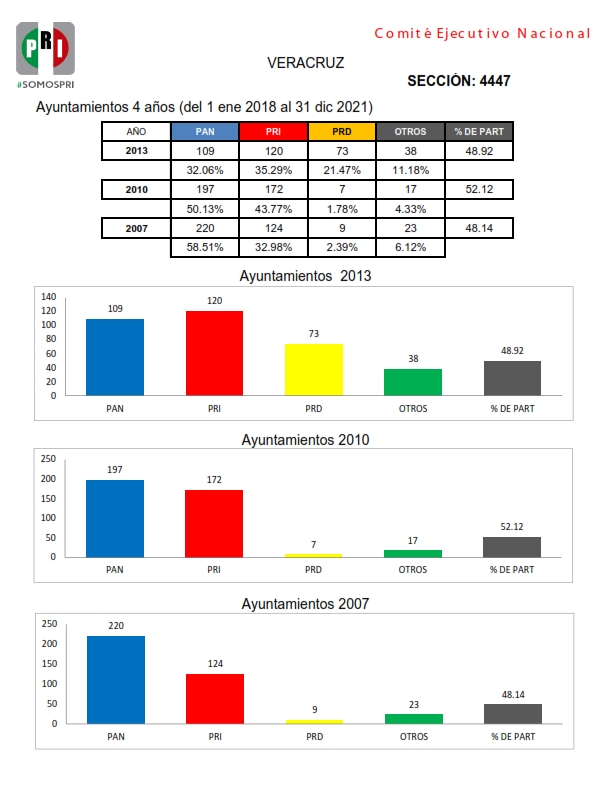 Comité Ejecutivo Nacional
PRI
#SOMOSPRI
VERACRUZ
SECCIÓN: 4447
Ayuntamientos 4 años (del 1 ene 2018 al 31 dic 2021)
AÑO PAN PRI PRD OTROS % DE PART
2013 109 120 73 38 48.92
32.06% 35.29% 21.47% 11.18%
2010 197 172 7 17 52.12
50.13% 43.77% 1.78% 4.33%
2007 220 124 9 23 48.14
58.51% 32.98% 2.39% 6.12%
Ayuntamientos 2013
140
120
100
80
60
40
20
0
109 120 73 38 48.92
PAN PRI PRD OTROS % DE PART
Ayuntamientos 2010
250
200
150
100
50
0
197 172 7 17 52.12
PAN PRI PRD OTROS % DE PART
Ayuntamientos 2007
250
200
150
100
50
0
220 124 9 23 48.14
PAN PRI PRD OTROS % DE PART